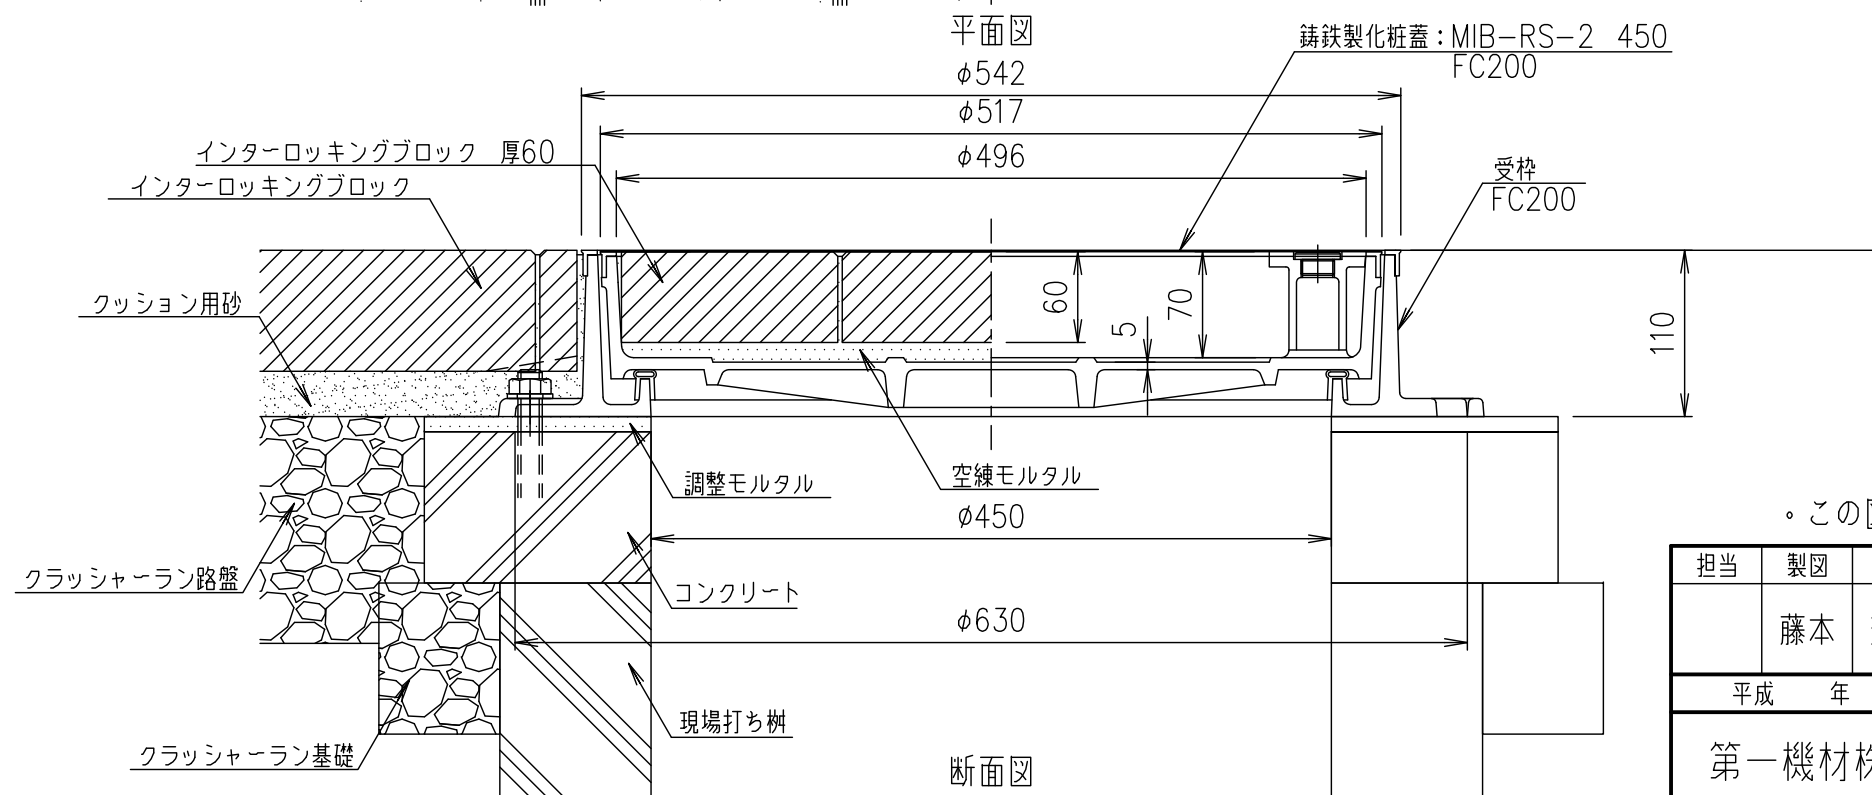 平面図
鋳鉄製化粧蓋：MIB-RS-2 450
FC200
φ542
φ517
φ496
インターロッキングブロック 厚60
インターロッキングブロック
受枠
FC200
クッション用砂
60
70
5
110
調整モルタル
空練モルタル
φ450
。この
クラッシャーラン路盤
コンクリート
担当 製図
φ630
藤本
現場打ち桝
平成 年
クラッシャーラン基礎
断面図
第一機材